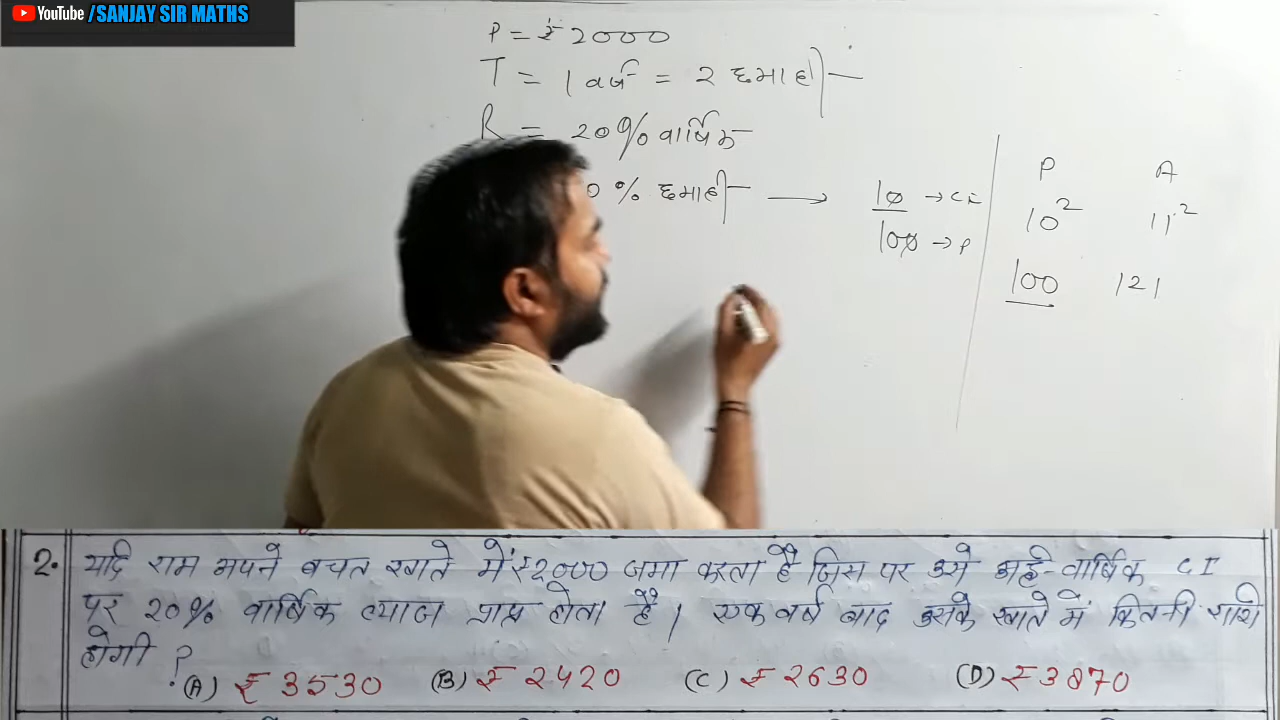 YouTube /SANJAY SIR MATHS
P = ₹ 2000
T = 1 वर्ष = 2 छमाही
R = 20% वार्षिक
0 % छमाही → 10 → CI
100 → P
P A
10² 11²
100 121
2. यदि राम अपने बचत खाते में ₹2000 जमा करता है जिस पर उसे अर्द्ध-वार्षिक CI
पर 20% वार्षिक ब्याज प्राप्त होता है। एक वर्ष बाद उसके खाते में कितनी राशि
होगी ?
(A) ₹ 3530 (B) ₹ 2420 (C) ₹ 2630 (D) ₹ 3870